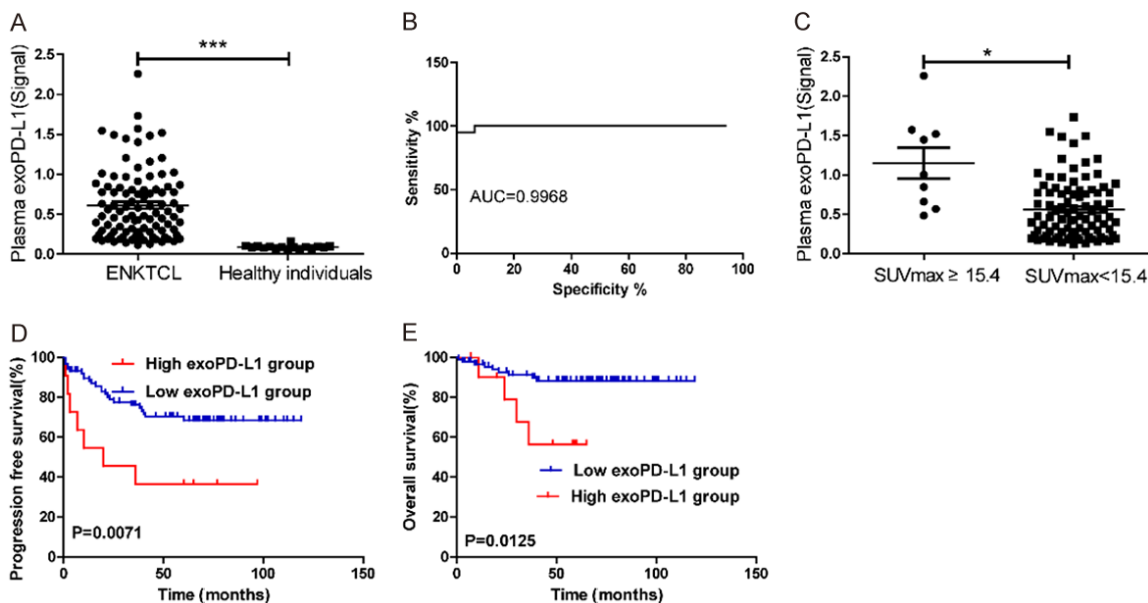 A
Plasma exoPD-L1(Signal)
2.5
2.0
1.5
1.0
0.5
0.0
***
ENKTCL
Healthy individuals
B
Sensitivity %
150
100
50
0
AUC=0.9968
0 20 40 60 80 100
Specificity %
C
Plasma exoPD-L1(Signal)
2.5
2.0
1.5
1.0
0.5
0.0
*
SUVmax ≥ 15.4
SUVmax<15.4
D
Progression free survival(%)
100
80
60
40
20
0
High exoPD-L1 group
Low exoPD-L1 group
P=0.0071
0 50 100 150
Time (months)
E
Overall survival(%)
100
80
60
40
20
0
Low exoPD-L1 group
High exoPD-L1 group
P=0.0125
0 50 100 150
Time (months)